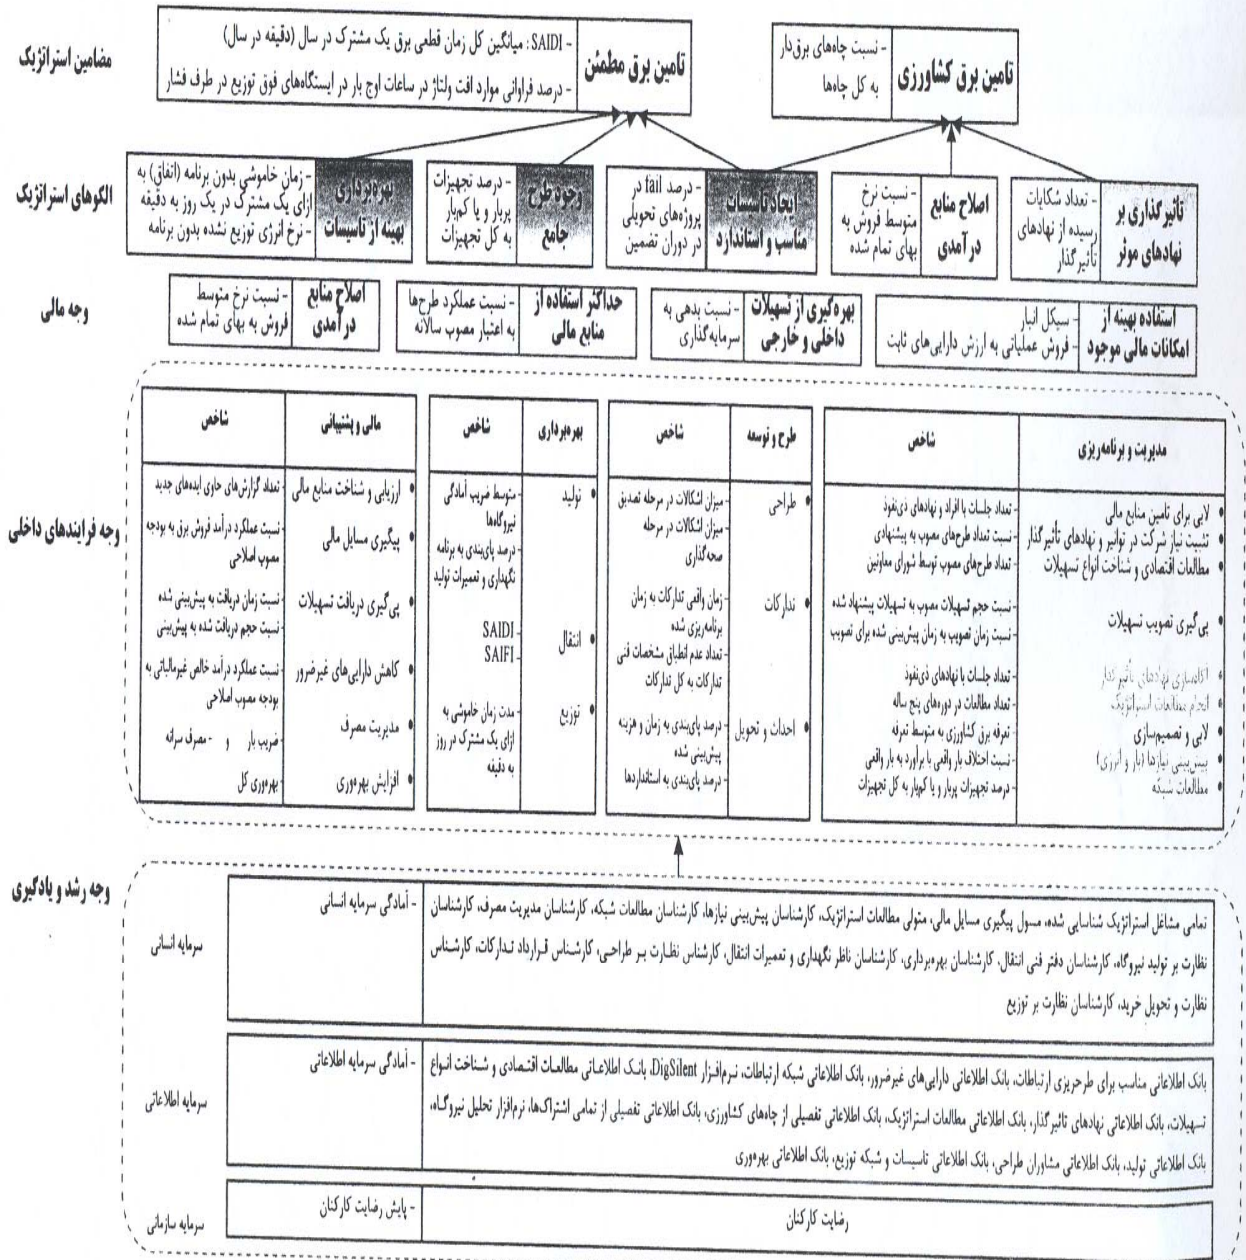 مضامین استراتژیک
تامین برق کشاورزی
- نسبت چاه‌های برق‌دار
به کل چاه‌ها
تامین برق مطمئن
- SAIDI : میانگین کل زمان قطعی برق یک مشترک در سال (دقیقه در سال)
- درصد فراوانی موارد افت ولتاژ در ساعات اوج بار در ایستگاه‌های فوق توزیع در طرف فشار
الگوهای استراتژیک
تأثیرگذاری بر
نهادهای موثر
- تعداد شکایات
رسیده از نهادهای
تأثیرگذار
اصلاح منابع
درآمدی
- نسبت نرخ
متوسط فروش به
بهای تمام شده
ایجاد تاسیسات
مناسب و استاندارد
- درصد fail در
پروژه‌های تحویلی
در دوران تضمین
وجود طرح
جامع
- درصد تجهیزات
پربار و یا کم‌بار
به کل تجهیزات
بهره‌برداری
بهینه از تاسیسات
- زمان خاموشی بدون برنامه (اتفاق) به
ازای یک مشترک در یک روز به دقیقه
- نرخ انرژی توزیع نشده بدون برنامه
وجه مالی
استفاده بهینه از
امکانات مالی موجود
- سیکل انبار
- فروش عملیاتی به ارزش دارایی‌های ثابت
بهره‌گیری از تسهیلات
داخلی و خارجی
- نسبت بدهی به
سرمایه‌گذاری
حداکثر استفاده از
منابع مالی
- نسبت عملکرد طرح‌ها
به اعتبار مصوب سالانه
اصلاح منابع
درآمدی
- نسبت نرخ متوسط
فروش به بهای تمام شده
وجه فرایندهای داخلی
مدیریت و برنامه‌ریزی
شاخص
• لابی برای تامین منابع مالی
• تثبیت نیاز شرکت در توانیر و نهادهای تأثیرگذار
• مطالعات اقتصادی و شناخت انواع تسهیلات
• پی‌گیری تصویب تسهیلات
• آگاه‌سازی نهادهای تأثیرگذار
• انجام مطالعات استراتژیک
• لابی و تصمیم‌سازی
• پیش‌بینی نیازها (بار و انرژی)
• مطالعات شبکه
- تعداد جلسات با افراد و نهادهای ذی‌نفوذ
- نسبت تعداد طرح‌های مصوب به پیشنهادی
- تعداد طرح‌های مصوب توسط شورای معاونین
- نسبت حجم تسهیلات مصوب به تسهیلات پیشنهاد شده
- نسبت زمان تصویب به زمان پیش‌بینی شده برای تصویب
- تعداد جلسات با نهادهای ذی‌نفوذ
- تعداد مطالعات در دوره‌های پنج ساله
- تعرفه برق کشاورزی به متوسط تعرفه
- نسبت اختلاف بار واقعی با برآورد به بار واقعی
- درصد تجهیزات پربار و یا کم‌بار به کل تجهیزات
طرح و توسعه
شاخص
• طراحی
• تدارکات
• احداث و تحویل
- میزان اشکالات در مرحله تصدیق
- میزان اشکالات در مرحله
صحه‌گذاری
- زمان واقعی تدارکات به زمان
برنامه‌ریزی شده
- تعداد عدم انطباق مشخصات فنی
تدارکات به کل تدارکات
- درصد پای‌بندی به زمان و هزینه
پیش‌بینی شده
- درصد پای‌بندی به استانداردها
بهره‌برداری
شاخص
• تولید
• انتقال
• توزیع
- متوسط ضریب آمادگی
نیروگاه‌ها
- درصد پای‌بندی به برنامه
نگهداری و تعمیرات تولید
- SAIDI
- SAIFI
- مدت زمان خاموشی به
ازای یک مشترک در روز
به دقیقه
مالی و پشتیبانی
شاخص
• ارزیابی و شناخت منابع مالی
• پیگیری مسایل مالی
• پی‌گیری دریافت تسهیلات
• کاهش دارایی‌های غیرضرور
• مدیریت مصرف
• افزایش بهره‌وری
- تعداد گزارش‌های حاوی ایده‌های جدید
- نسبت عملکرد درآمد فروش برق به بودجه
مصوب اصلاحی
- نسبت زمان دریافت به پیش‌بینی شده
- نسبت حجم دریافت شده به پیش‌بینی
- نسبت عملکرد درآمد خالص غیرمالیاتی به
بودجه مصوب اصلاحی
- ضریب بار و - مصرف سرانه
- بهره‌وری کل
وجه رشد و یادگیری
سرمایه انسانی
- آمادگی سرمایه انسانی
تمامی مشاغل استراتژیک شناسایی شده، مسول پیگیری مسایل مالی، متولی مطالعات استراتژیک، کارشناسان پیش‌بینی نیازها، کارشناسان مطالعات شبکه، کارشناسان مدیریت مصرف، کارشناسان
نظارت بر تولید نیروگاه، کارشناسان دفتر فنی انتقال، کارشناسان بهره‌برداری، کارشناسان ناظر نگهداری و تعمیرات انتقال، کارشناس نظارت بر طراحی، کارشناس قرارداد تدارکات، کارشناس
نظارت و تحویل خرید، کارشناسان نظارت بر توزیع
سرمایه اطلاعاتی
- آمادگی سرمایه اطلاعاتی
بانک اطلاعاتی مناسب برای طرحریزی ارتباطات، بانک اطلاعاتی دارایی‌های غیرضرور، بانک اطلاعاتی شبکه ارتباطات، نرم‌افزار DigSilent، بانک اطلاعاتی مطالعات اقتصادی و شناخت انواع
تسهیلات، بانک اطلاعاتی نهادهای تاثیرگذار، بانک اطلاعاتی مطالعات استراتژیک، بانک اطلاعاتی تفصیلی از چاه‌های کشاورزی، بانک اطلاعاتی تفصیلی از تمامی اشتراک‌ها، نرم‌افزار تحلیل نیروگاه،
بانک اطلاعاتی تولید، بانک اطلاعاتی مشاوران طراحی، بانک اطلاعاتی تاسیسات و شبکه توزیع، بانک اطلاعاتی بهره‌وری
سرمایه سازمانی
- پایش رضایت کارکنان
رضایت کارکنان